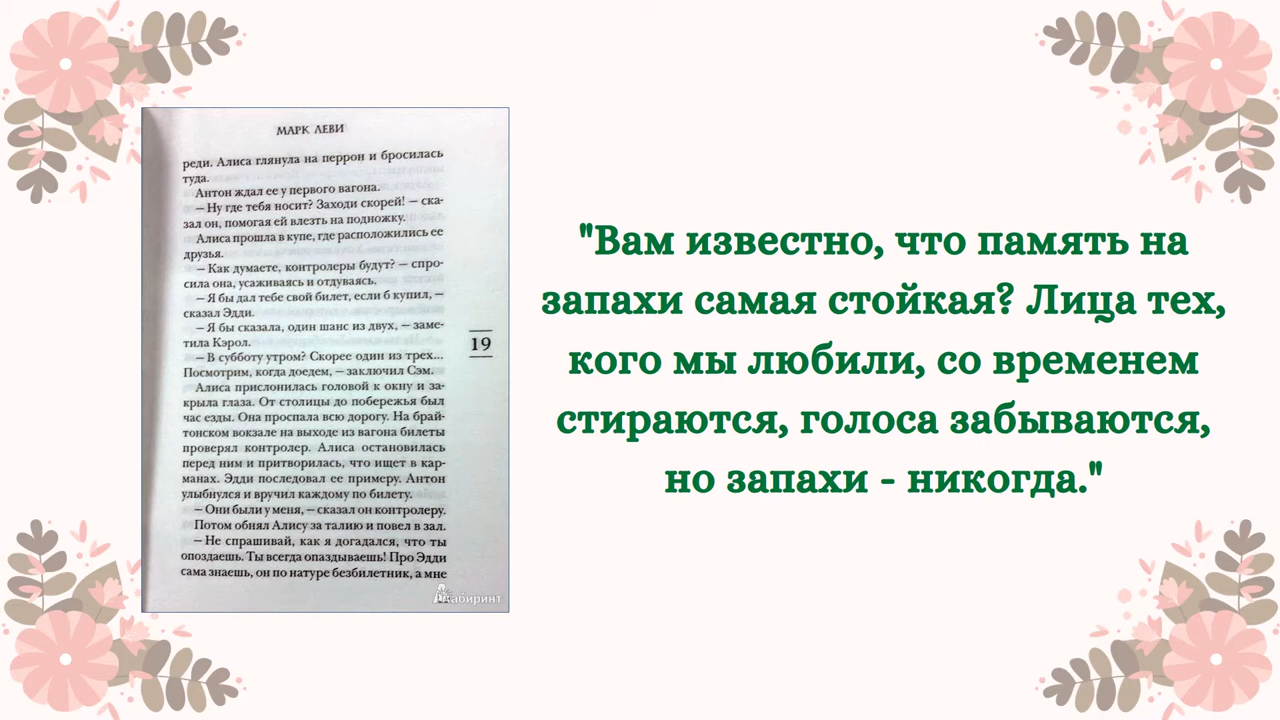 МАРК ЛЕВИ
реди. Алиса глянула на перрон и бросилась
туда.
Антон ждал ее у первого вагона.
— Ну где тебя носит? Заходи скорей! — ска-
зал он, помогая ей влезть на подножку.
Алиса прошла в купе, где расположились ее
друзья.
— Как думаете, контролеры будут? — спро-
сила она, усаживаясь и отдуваясь.
— Я бы дал тебе свой билет, если б купил, —
сказал Эдди.
— Я бы сказала, один шанс из двух, — заме-
тила Кэрол.
— В субботу утром? Скорее один из трех...
Посмотрим, когда доедем, — заключил Сэм.
Алиса прислонилась головой к окну и за-
крыла глаза. От столицы до побережья был
час езды. Она проспала всю дорогу. На брай-
тонском вокзале на выходе из вагона билеты
проверял контролер. Алиса остановилась
перед ним и притворилась, что ищет в кар-
манах. Эдди последовал ее примеру. Антон
улыбнулся и вручил каждому по билету.
— Они были у меня, — сказал он контролеру.
Потом обнял Алису за талию и повел в зал.
— Не спрашивай, как я догадался, что ты
опоздаешь. Ты всегда опаздываешь! Про Эдди
сама знаешь, он по натуре безбилетник, а мне
19
Лабиринт
"Вам известно, что память на
запахи самая стойкая? Лица тех,
кого мы любили, со временем
стираются, голоса забываются,
но запахи - никогда."